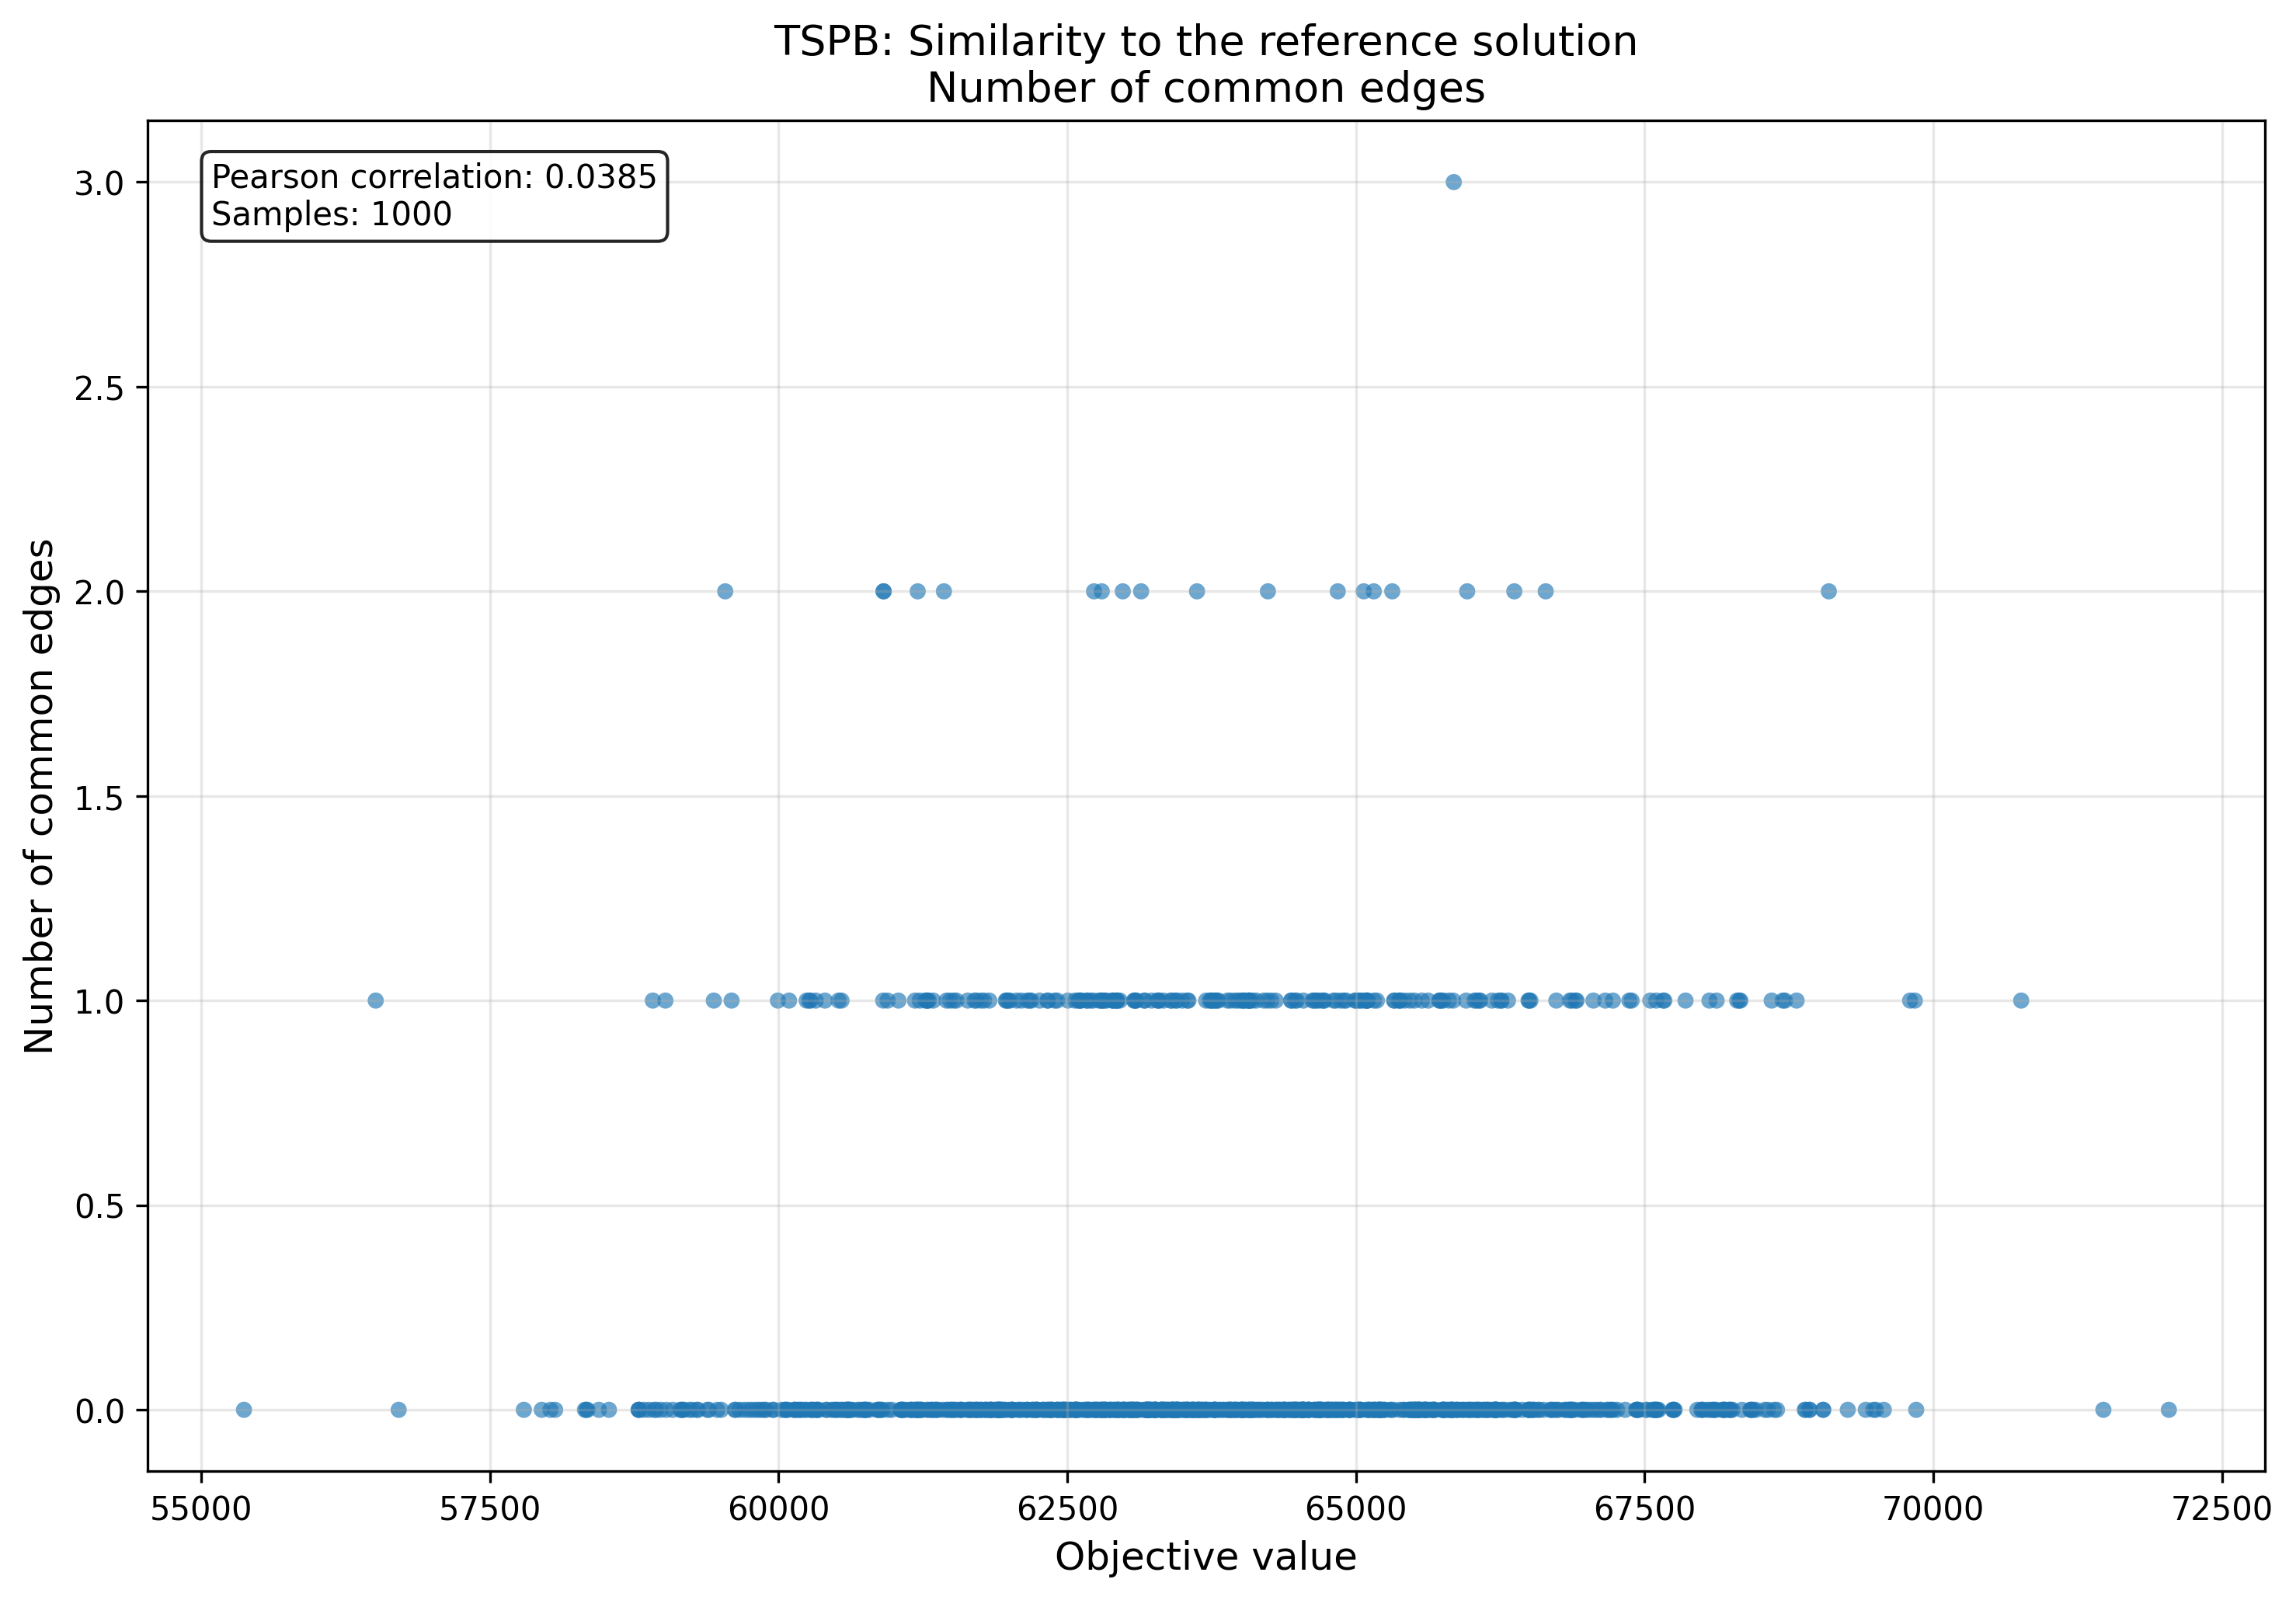 TSPB: Similarity to the reference solution
Number of common edges
Pearson correlation: 0.0385
Samples: 1000
Number of common edges
3.0
2.5
2.0
1.5
1.0
0.5
0.0
55000 57500 60000 62500 65000 67500 70000 72500
Objective value